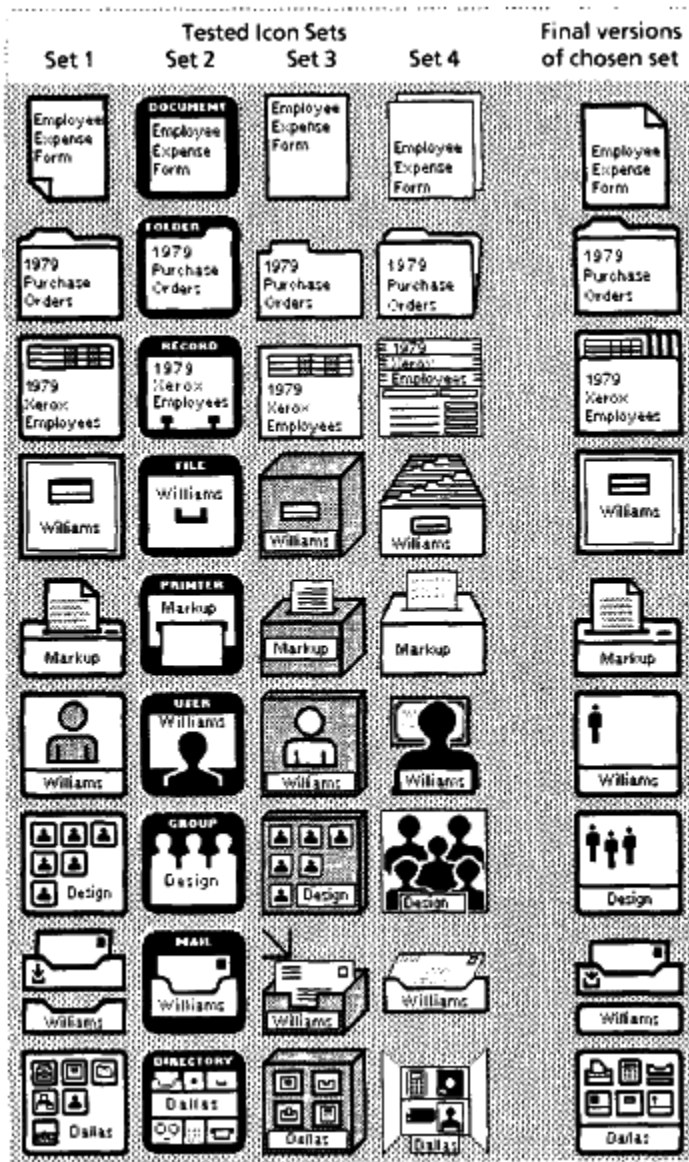 Tested Icon Sets
Final versions
of chosen set
Set 1
Set 2
Set 3
Set 4
Employee
Expense
Form
DOCUMENT
Employee
Expense
Form
Employee
Expense
Form
Employee
Expense
Form
Employee
Expense
Form
1979
Purchase
Orders
FOLDER
1979
Purchase
Orders
1979
Purchase
Orders
1979
Purchase
Orders
1979
Purchase
Orders
1979
Xerox
Employees
RECORD
1979
Xerox
Employees
1979
Xerox
Employees
1979
Xerox
Employees
1979
Purchase
Employees
Williams
FILE
Williams
Williams
Williams
Williams
Markup
PRINTER
Markup
Markup
Markup
Markup
Williams
USER
Williams
Williams
Williams
Williams
Design
GROUP
Design
Design
Design
Design
Williams
MAIL
Williams
Williams
Williams
Williams
Dallas
DIRECTORY
Dallas
Dallas
Dallas
Dallas